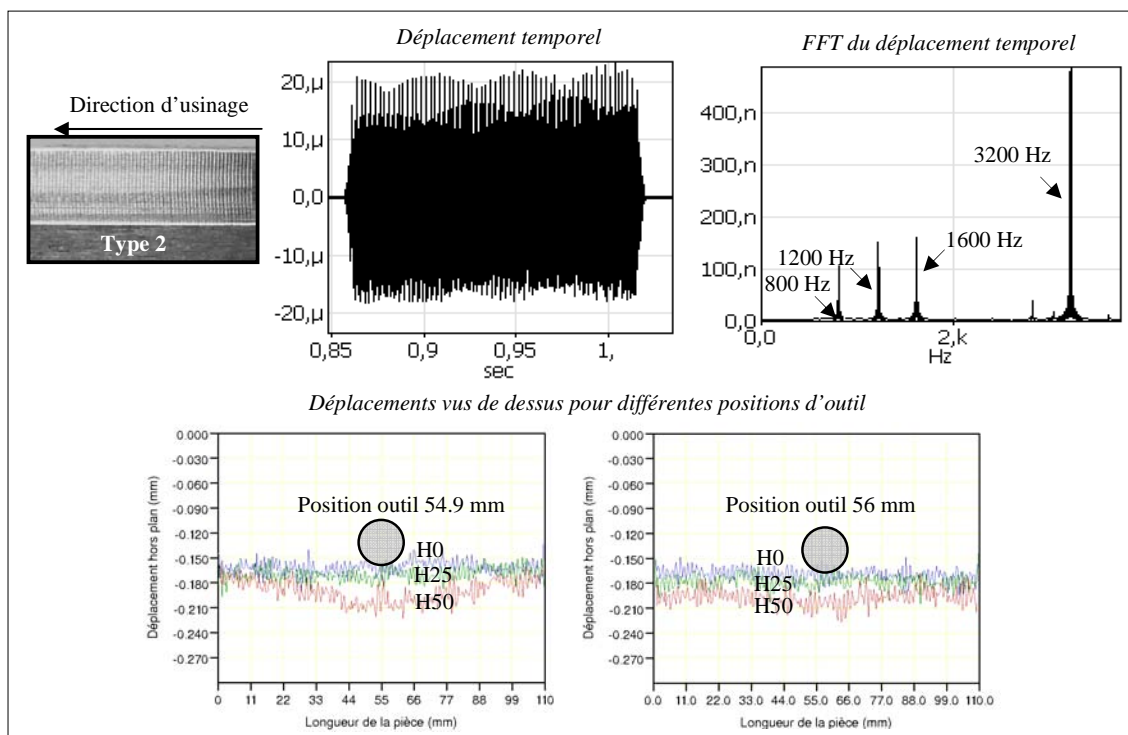 Déplacement temporel
FFT du déplacement temporel
Direction d'usinage
Type 2
20,µ
10,µ
0,0
-10,µ
-20,µ
0,85
0,9
0,95
1,
sec
400,n
300,n
200,n
100,n
0,0
3200 Hz
1200 Hz
1600 Hz
800 Hz
0,0
2,k
Hz
Déplacements vus de dessus pour différentes positions d'outil
Déplacement hors plan (mm)
0.000
-0.030
-0.060
-0.090
-0.120
-0.150
-0.180
-0.210
-0.240
-0.270
Position outil 54.9 mm
H0
H25
H50
0.0 11 22 33 44 55 66 77 88 99 110
Longueur de la pièce (mm)
Déplacement hors plan (mm)
0.000
-0.030
-0.060
-0.090
-0.120
-0.150
-0.180
-0.210
-0.240
-0.270
Position outil 56 mm
H0
H25
H50
0.0 11.0 22.0 33.0 44.0 55.0 66.0 77.0 88.0 99.0 110.0
Longueur de la pièce (mm)